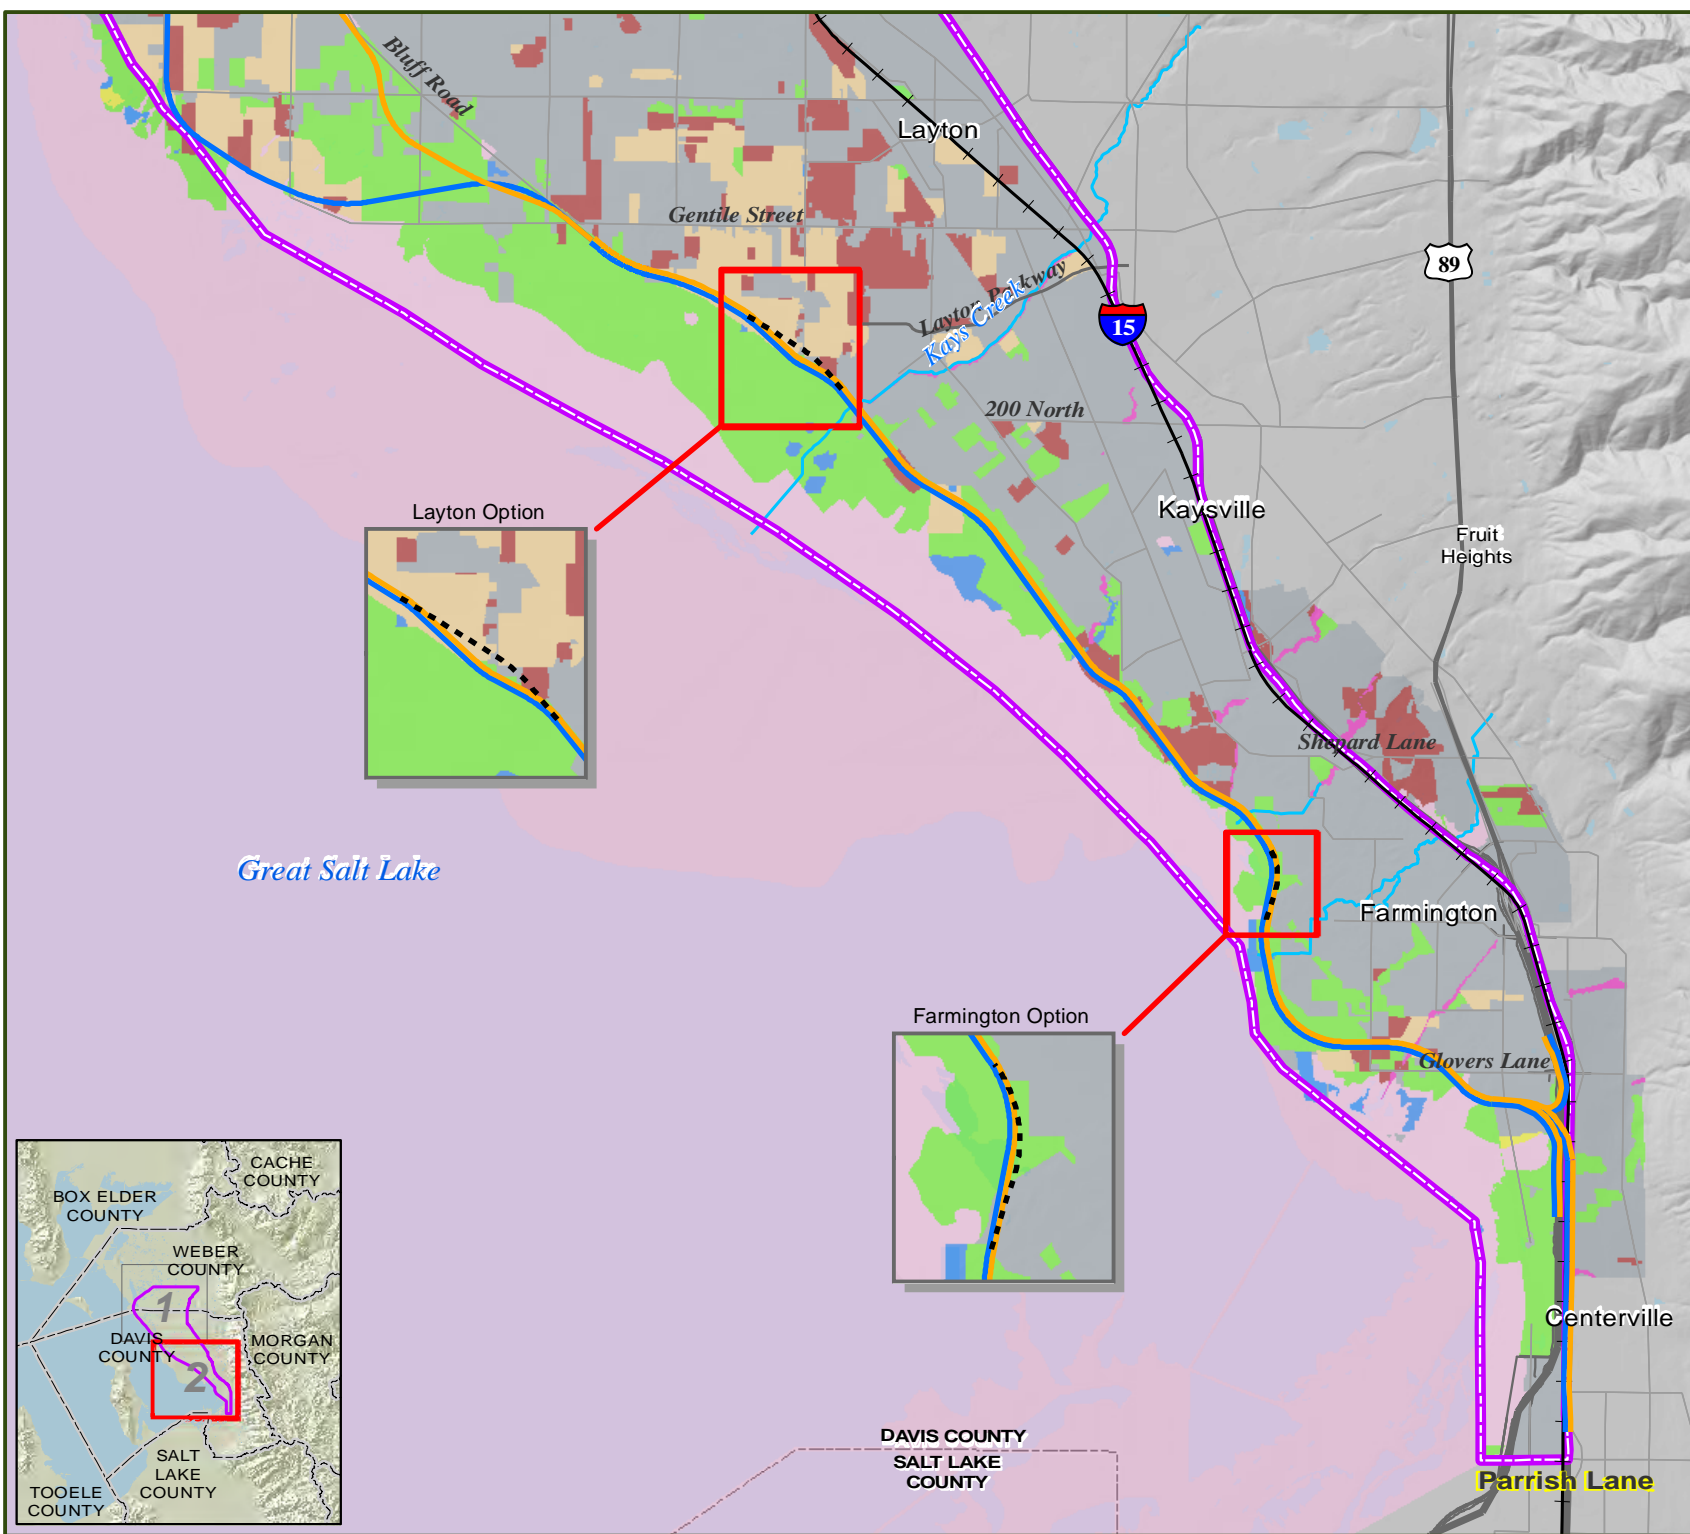 Bluff Road
Layton
Gentile Street
89
Layton Parkway
Kays Creek
15
200 North
Layton Option
Kaysville
Fruit
Heights
Shepard Lane
Great Salt Lake
Farmington
Farmington Option
Glovers Lane
CACHE
COUNTY
BOX ELDER
COUNTY
WEBER
COUNTY
1
DAVIS
COUNTY
MORGAN
COUNTY
2
SALT
LAKE
COUNTY
TOOELE
COUNTY
Centerville
DAVIS COUNTY
SALT LAKE
COUNTY
Parrish Lane